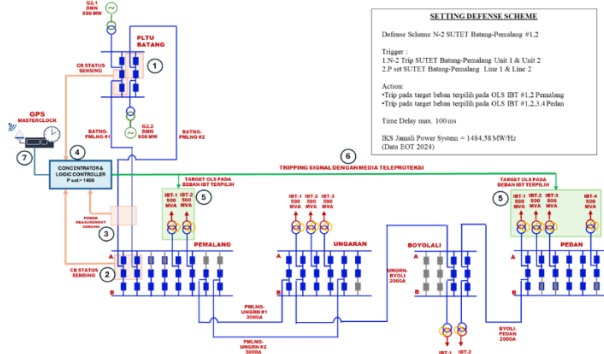 G2.1
DMN
950 MW
PLTU
BATANG
1
CB STATUS
SENSING
G2.2
DMN
950 MW
BATNG-
PMLNG #1
BATNG-
PMLNG #2
GPS
MASTERCLOCK
7
4
CONCENTRATOR &
LOGIC CONTROLLER
P set > 1400
SETTING DEFENSE SCHEME
Defense Scheme N-2 SUTET Batang-Pemalang #1,2
Trigger :
1.N-2 Trip SUTET Batang-Pemalang Unit 1 & Unit 2
2.P set SUTET Batang-Pemalang Line 1 & Line 2
Action:
•Trip pada target beban terpilih pada OLS IBT #1,2 Pemalang
•Trip pada target beban terpilih pada OLS IBT #1,2,3,4 Pedan
Time Delay max. 100ms
IKS Jamali Power System = 1484,58 MW/Hz
(Data EOT 2024)
6
TRIPPING SIGNAL DENGAN MEDIA TELEPROTEKSI
TARGET OLS PADA
BEBAN IBT TERPILIH
IBT-1
500
MVA
IBT-2
500
MVA
5
IBT-1
500
MVA
IBT-2
500
MVA
IBT-3
500
MVA
5
TARGET OLS PADA
BEBAN IBT TERPILIH
IBT-1
500
MVA
IBT-2
500
MVA
IBT-3
500
MVA
IBT-4
500
MVA
POWER
MEASUREMENT
SENSING
3
CB STATUS
SENSING
2
PEMALANG
A
B
UNGARAN
A
B
BOYOLALI
A
B
PEDAN
A
B
UNGRN-
BYOLI
2000A
PMLNG-
UNGRN #1
3000A
PMLNG-
UNGRN #2
3000A
BYOLI-
PEDAN
2000A
IBT-1
IBT-2